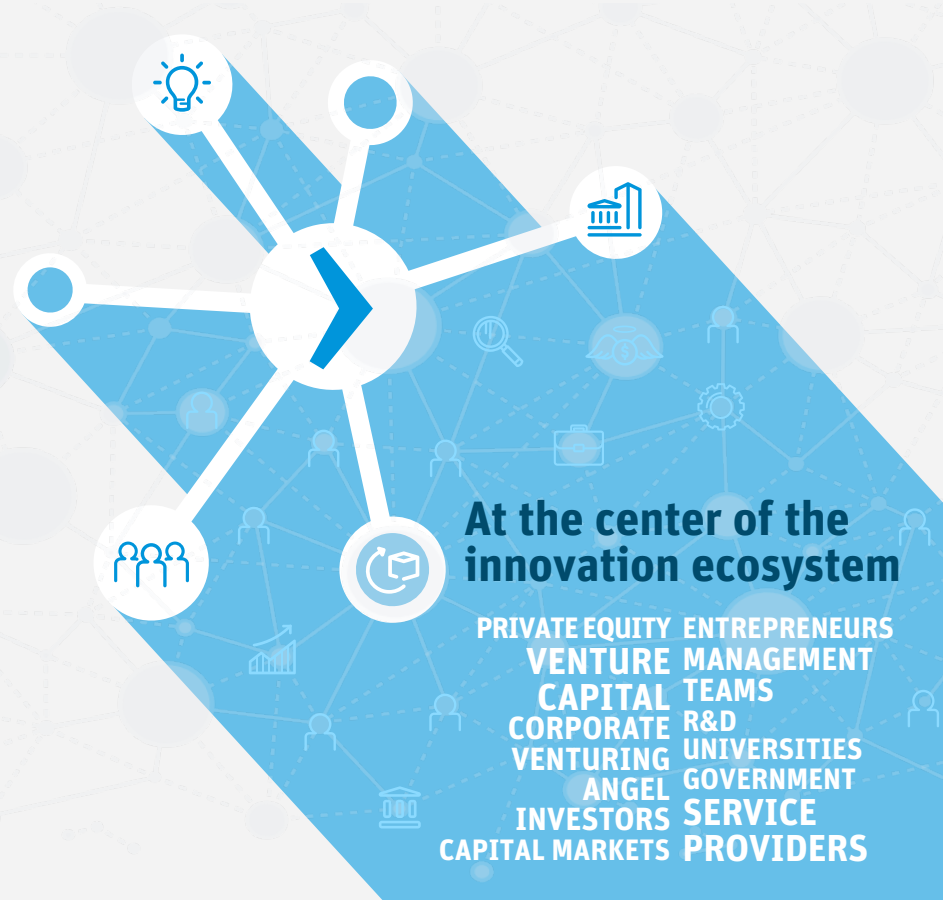 At the center of the
innovation ecosystem
PRIVATE EQUITY
VENTURE
CAPITAL
CORPORATE
VENTURING
ANGEL
INVESTORS
CAPITAL MARKETS
ENTREPRENEURS
MANAGEMENT
TEAMS
R&D
UNIVERSITIES
GOVERNMENT
SERVICE
PROVIDERS